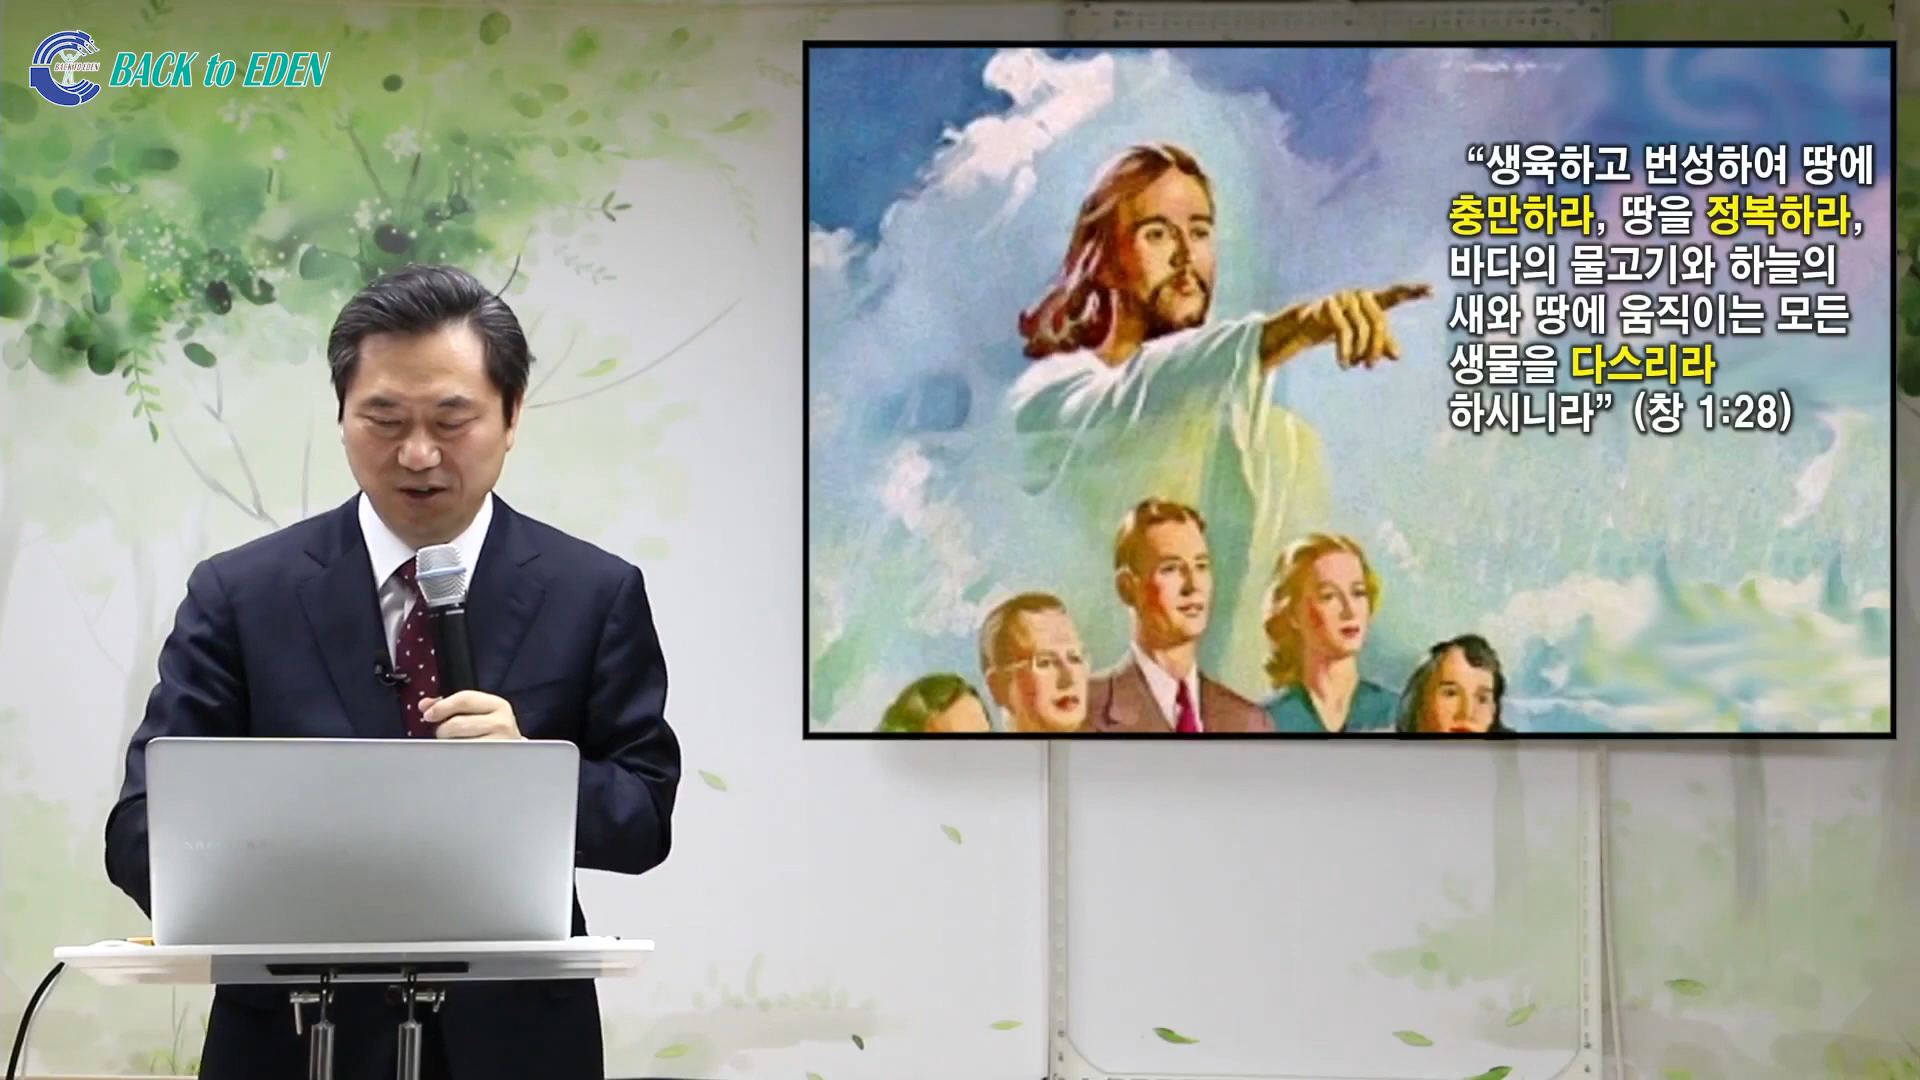 BACK to EDEN
BACK TO EDEN
“생육하고 번성하여 땅에
충만하라, 땅을 정복하라,
바다의 물고기와 하늘의
새와 땅에 움직이는 모든
생물을 다스리라
하시니라” (창 1:28)